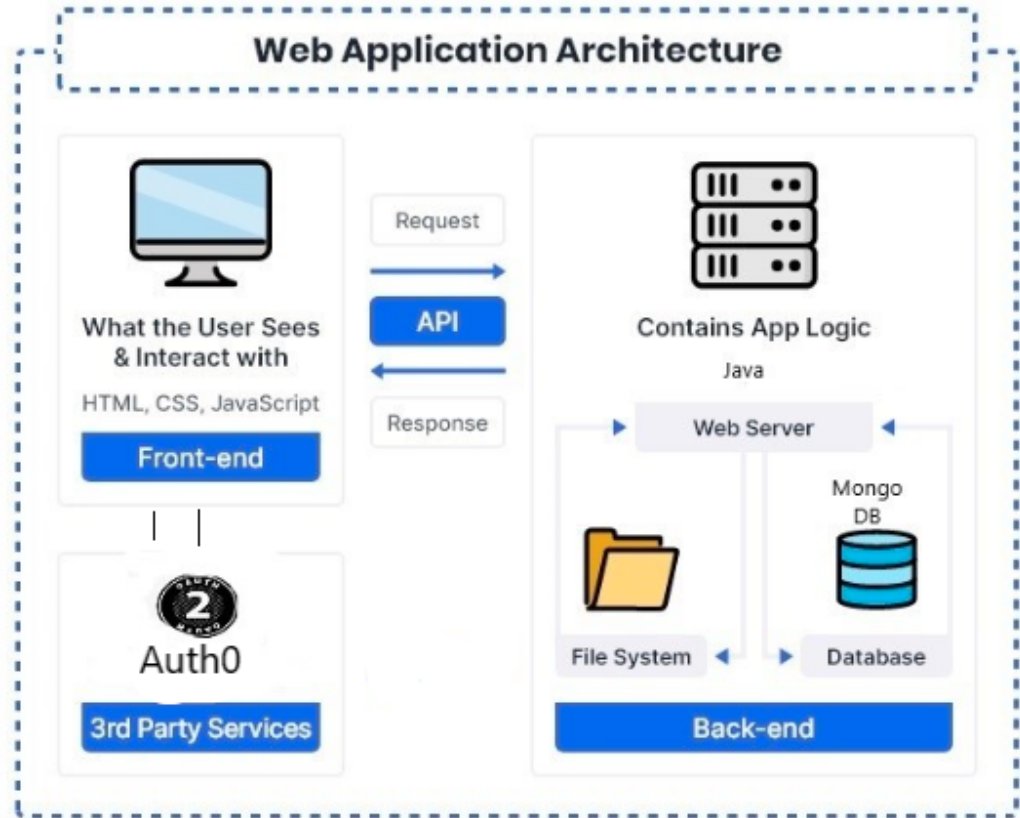 Web Application Architecture
What the User Sees
& Interact with
HTML, CSS, JavaScript
Front-end
Request
API
Response
Contains App Logic
Java
Web Server
Mongo
DB
File System
Database
Back-end
OAUTH
2
Auth0
3rd Party Services